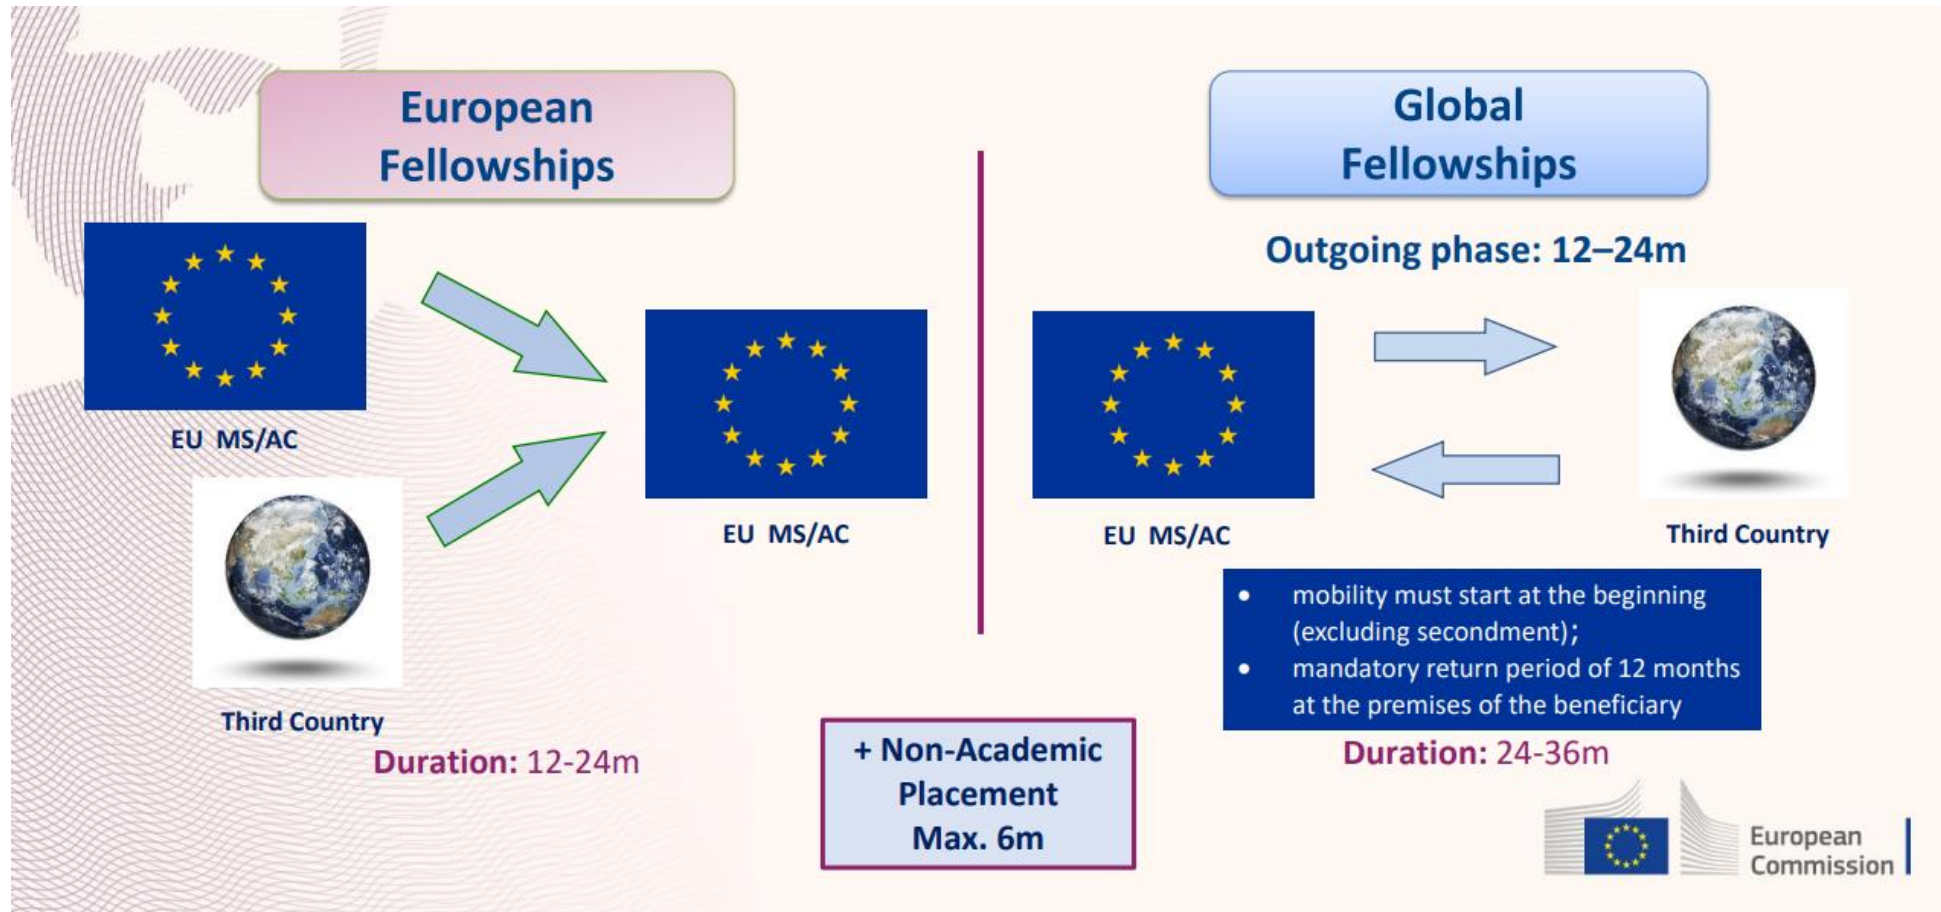 European
Fellowships
EU MS/AC
Third Country
EU MS/AC
Duration: 12-24m
Global
Fellowships
Outgoing phase: 12–24m
EU MS/AC
Third Country
• mobility must start at the beginning
(excluding secondment);
• mandatory return period of 12 months
at the premises of the beneficiary
Duration: 24-36m
+ Non-Academic
Placement
Max. 6m
European
Commission